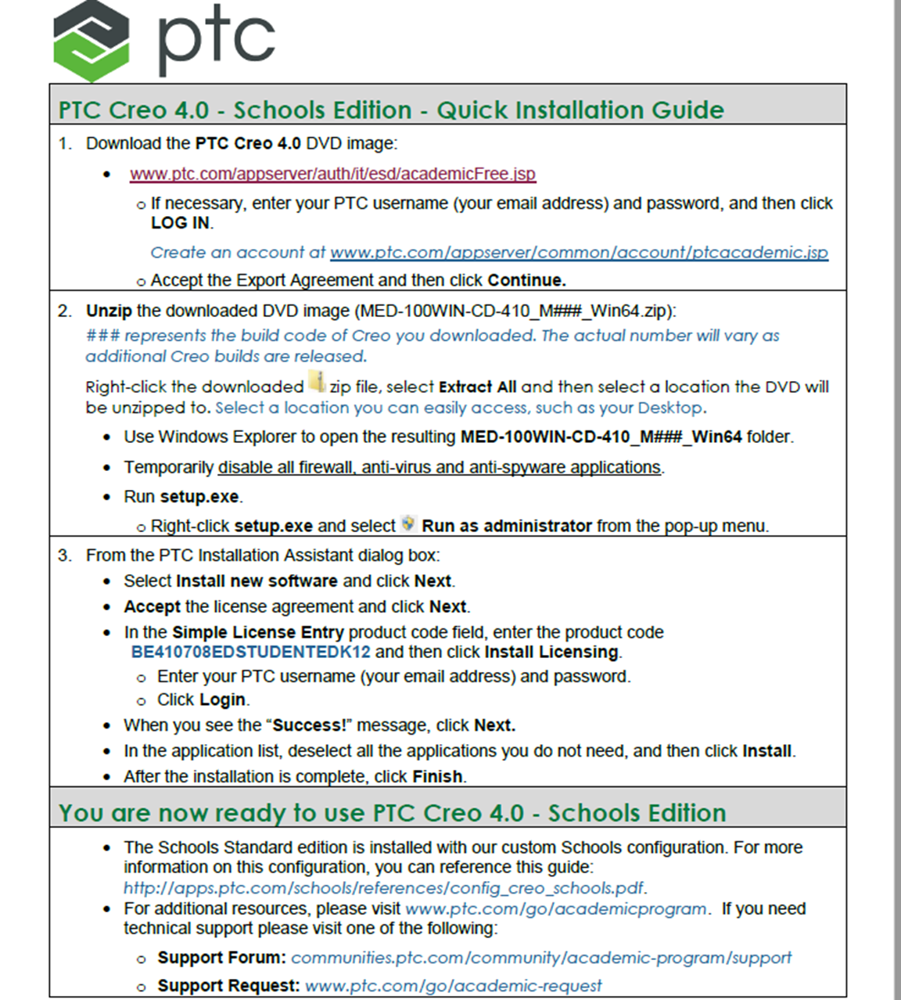 ptc
PTC Creo 4.0 - Schools Edition - Quick Installation Guide
1. Download the PTC Creo 4.0 DVD image:
• www.ptc.com/appserver/auth/it/esd/academicFree.jsp
o If necessary, enter your PTC username (your email address) and password, and then click
LOG IN.
Create an account at www.ptc.com/appserver/common/account/ptcacademic.jsp
o Accept the Export Agreement and then click Continue.
2. Unzip the downloaded DVD image (MED-100WIN-CD-410_M###_Win64.zip):
### represents the build code of Creo you downloaded. The actual number will vary as
additional Creo builds are released.
Right-click the downloaded zip file, select Extract All and then select a location the DVD will
be unzipped to. Select a location you can easily access, such as your Desktop.
• Use Windows Explorer to open the resulting MED-100WIN-CD-410_M###_Win64 folder.
• Temporarily disable all firewall, anti-virus and anti-spyware applications.
• Run setup.exe.
o Right-click setup.exe and select Run as administrator from the pop-up menu.
3. From the PTC Installation Assistant dialog box:
• Select Install new software and click Next.
• Accept the license agreement and click Next.
• In the Simple License Entry product code field, enter the product code
BE410708EDSTUDENTEDK12 and then click Install Licensing.
o Enter your PTC username (your email address) and password.
o Click Login.
• When you see the “Success!” message, click Next.
• In the application list, deselect all the applications you do not need, and then click Install.
• After the installation is complete, click Finish.
You are now ready to use PTC Creo 4.0 - Schools Edition
• The Schools Standard edition is installed with our custom Schools configuration. For more
information on this configuration, you can reference this guide:
http://apps.ptc.com/schools/references/config_creo_schools.pdf.
• For additional resources, please visit www.ptc.com/go/academicprogram. If you need
technical support please visit one of the following:
o Support Forum: communities.ptc.com/community/academic-program/support
o Support Request: www.ptc.com/go/academic-request